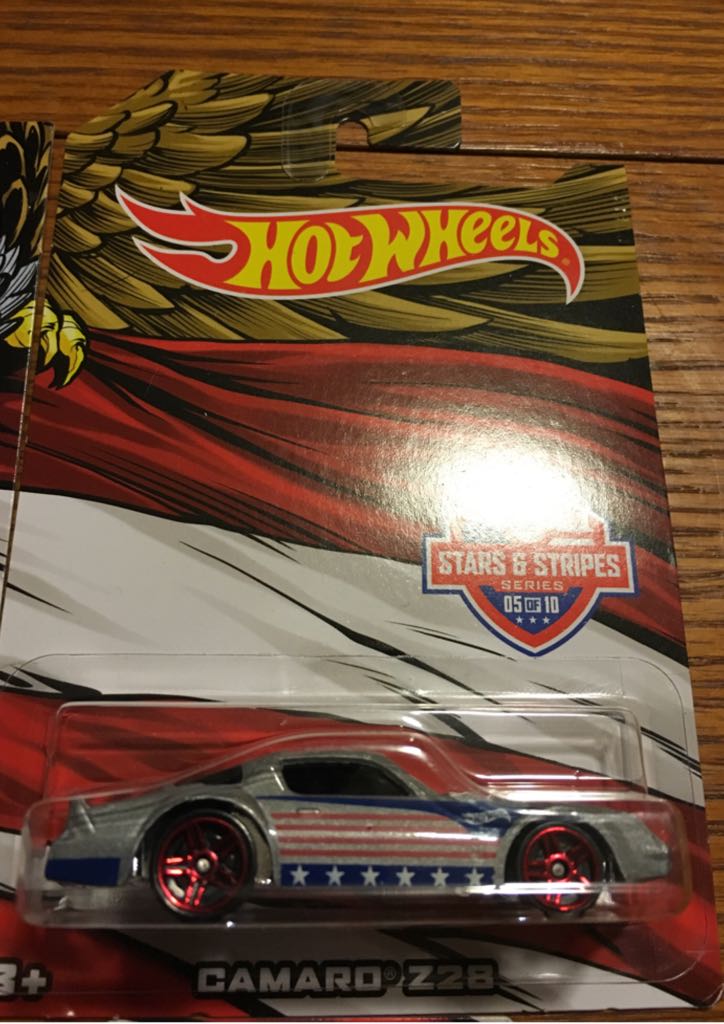 HOT WHEELS®
STARS & STRIPES
SERIES
05 OF 10
3+
CAMARO® Z28